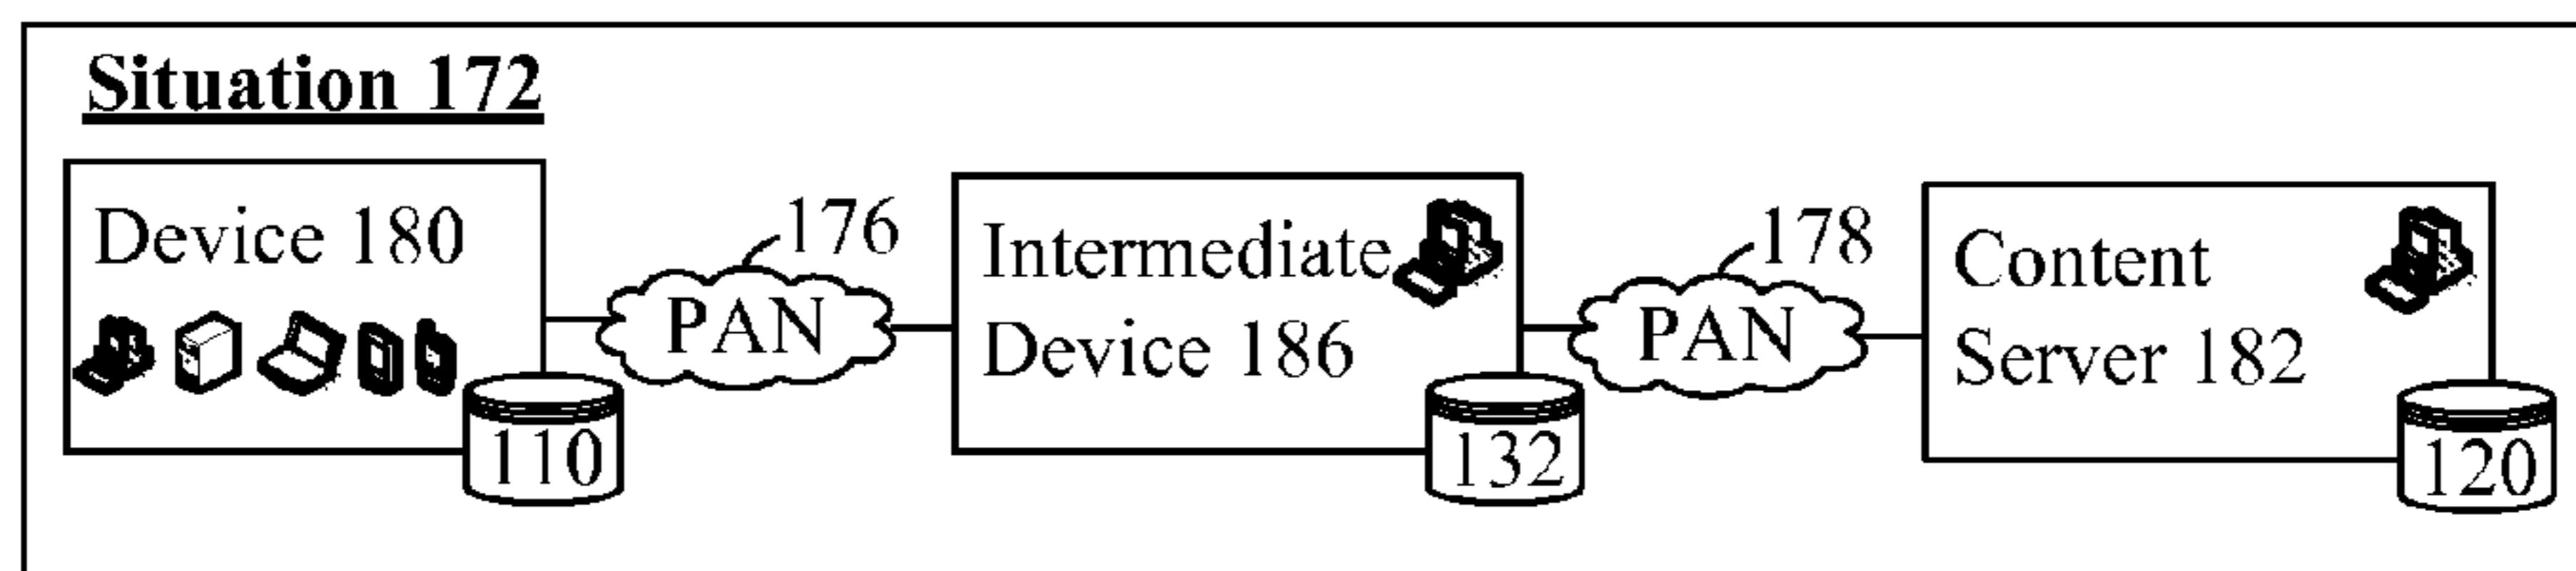 Situation 172
Device 180
176
PAN
110
Intermediate
Device 186
132
178
PAN
Content
Server 182
120